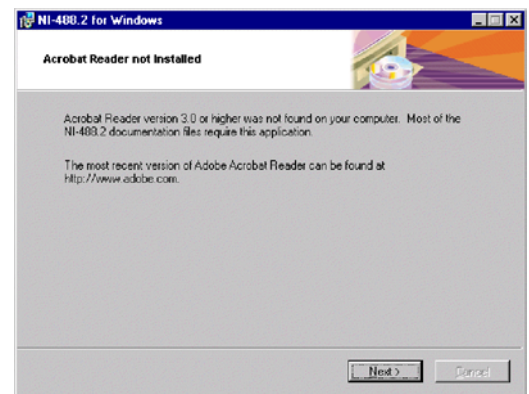 NI-488.2 for Windows
Acrobat Reader not Installed
Acrobat Reader version 3.0 or higher was not found on your computer. Most of the
NI-488.2 documentation files require this application.
The most recent version of Adobe Acrobat Reader can be found at
http://www.adobe.com.
Next >
Cancel